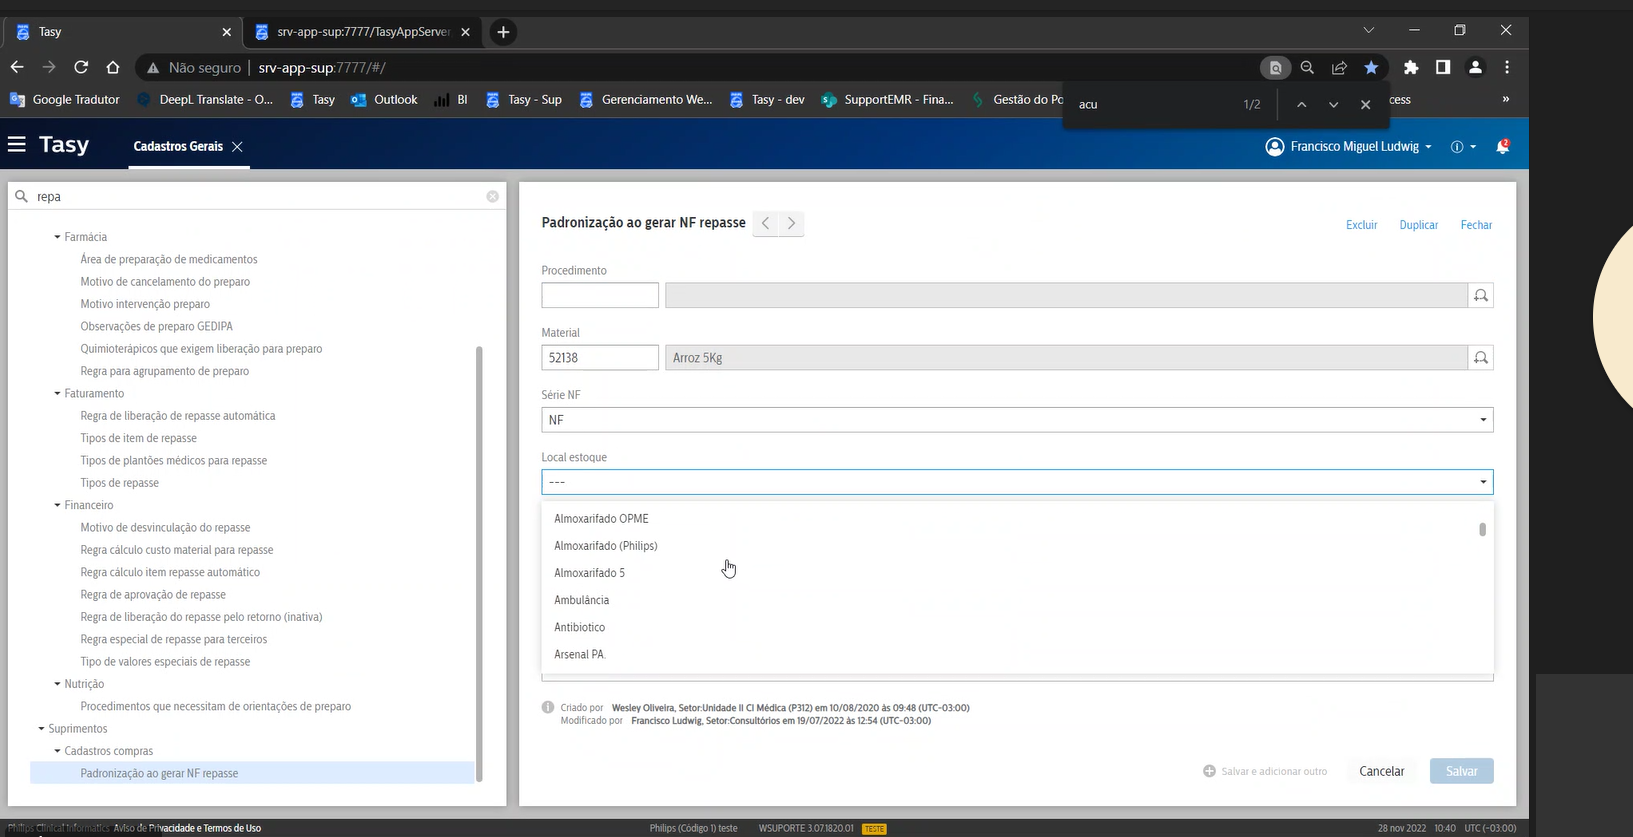 Tasy
srv-app-sup:7777/TasyAppServer
Não seguro
srv-app-sup:7777/#/
Google Tradutor
DeepL Translate - O...
Tasy
Outlook
BI
Tasy - Sup
Gerenciamento We...
Tasy - dev
SupportEMR - Fina...
Gestão do Po
cess
»
acu
1/2
Tasy
Cadastros Gerais
Francisco Miguel Ludwig
2
repa
Farmácia
Área de preparação de medicamentos
Motivo de cancelamento do preparo
Motivo intervenção preparo
Observações de preparo GEDIPA
Quimioterápicos que exigem liberação para preparo
Regra para agrupamento de preparo
Faturamento
Regra de liberação de repasse automática
Tipos de item de repasse
Tipos de plantões médicos para repasse
Tipos de repasse
Financeiro
Motivo de desvinculação do repasse
Regra cálculo custo material para repasse
Regra cálculo item repasse automático
Regra de aprovação de repasse
Regra de liberação do repasse pelo retorno (inativa)
Regra especial de repasse para terceiros
Tipo de valores especiais de repasse
Nutrição
Procedimentos que necessitam de orientações de preparo
Suprimentos
Cadastros compras
Padronização ao gerar NF repasse
Padronização ao gerar NF repasse
Excluir
Duplicar
Fechar
Procedimento
Material
52138
Arroz 5Kg
Série NF
NF
Local estoque
---
Almoxarifado OPME
Almoxarifado (Philips)
Almoxarifado 5
Ambulância
Antibiotico
Arsenal PA.
Criado por Wesley Oliveira, Setor:Unidade II CI Médica (P312) em 10/08/2020 às 09:48 (UTC-03:00)
Modificado por Francisco Ludwig, Setor:Consultórios em 19/07/2022 às 12:54 (UTC-03:00)
Salvar e adicionar outro
Cancelar
Salvar
Philips Clinical Informatics Aviso de Privacidade e Termos de Uso
Philips (Código 1) teste
WSUPORTE 3.07.1820.01
TESTE
28 nov 2022 10:40 UTC (-03:00)